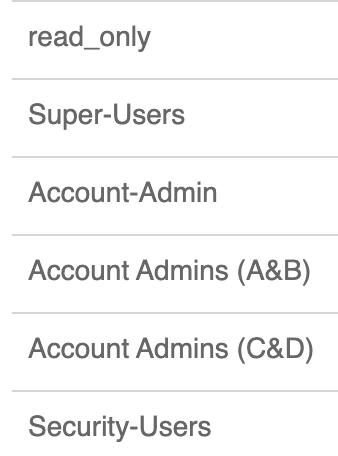 read_only
Super-Users
Account-Admin
Account Admins (A&B)
Account Admins (C&D)
Security-Users